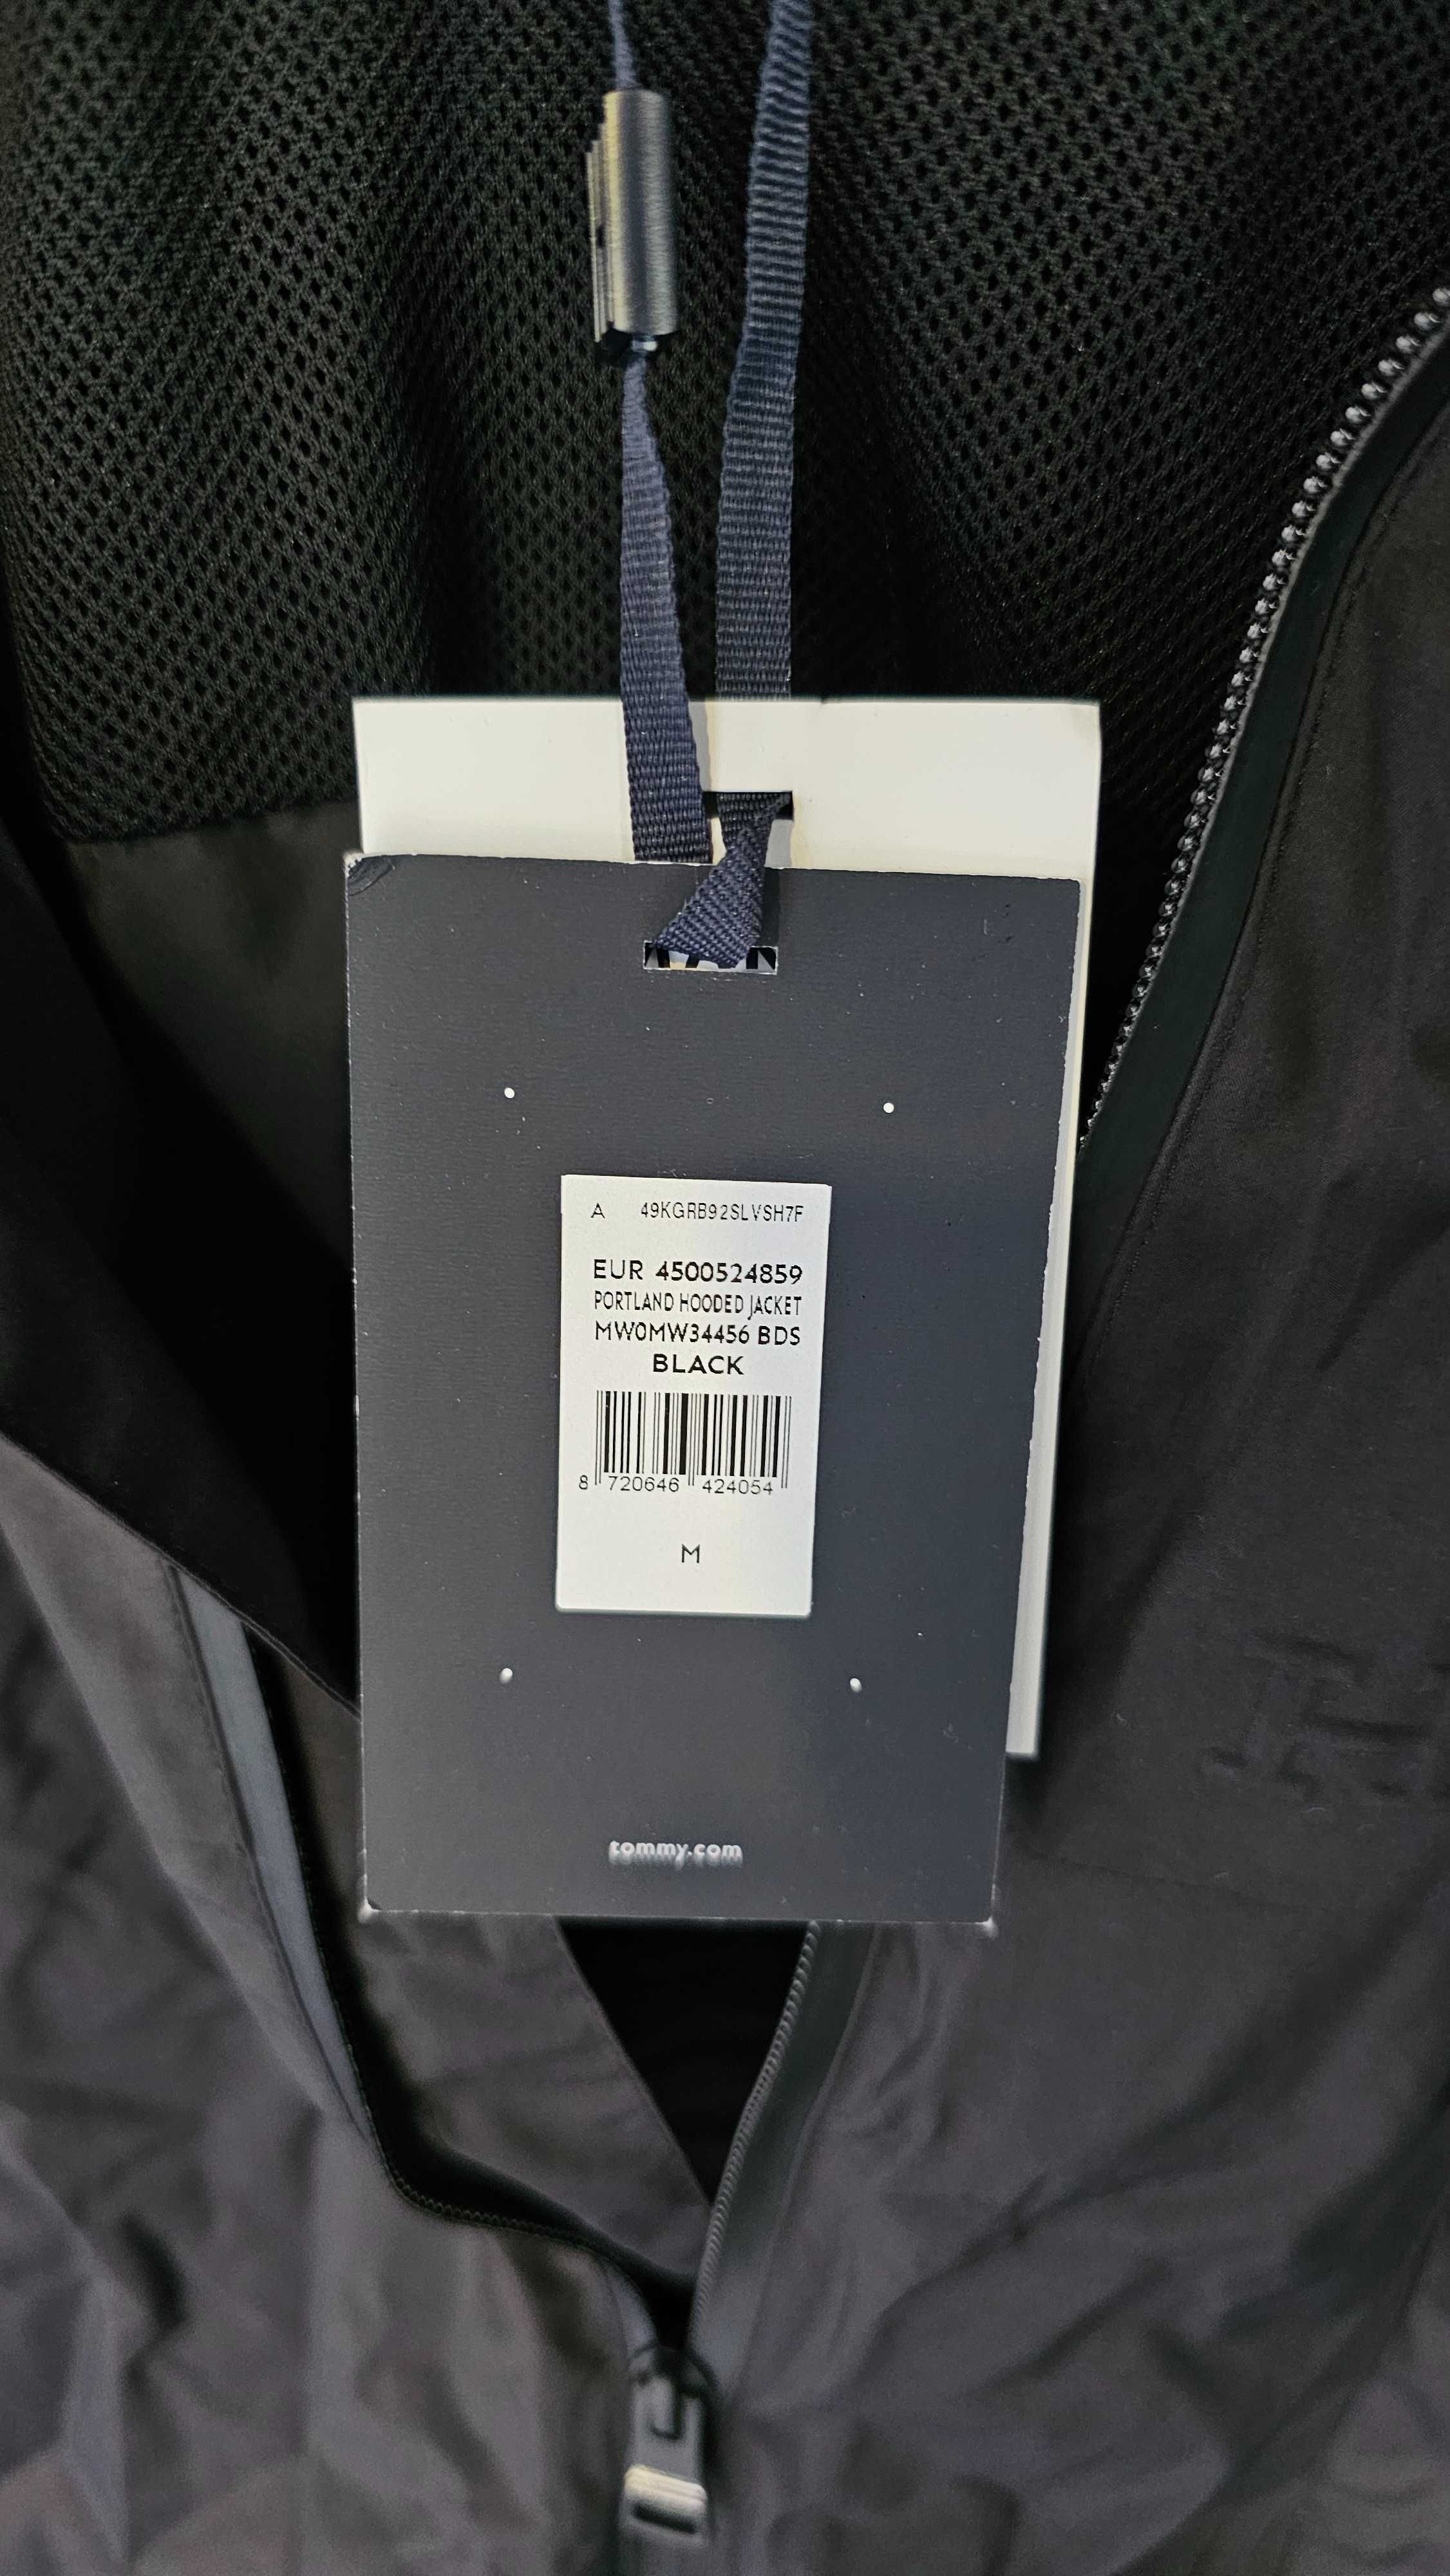 A 49KGRB92SLVSH7F
EUR 4500524859
PORTLAND HOODED JACKET
MW0MW34456 BDS
BLACK
8 720646 424054
M
tommy.com